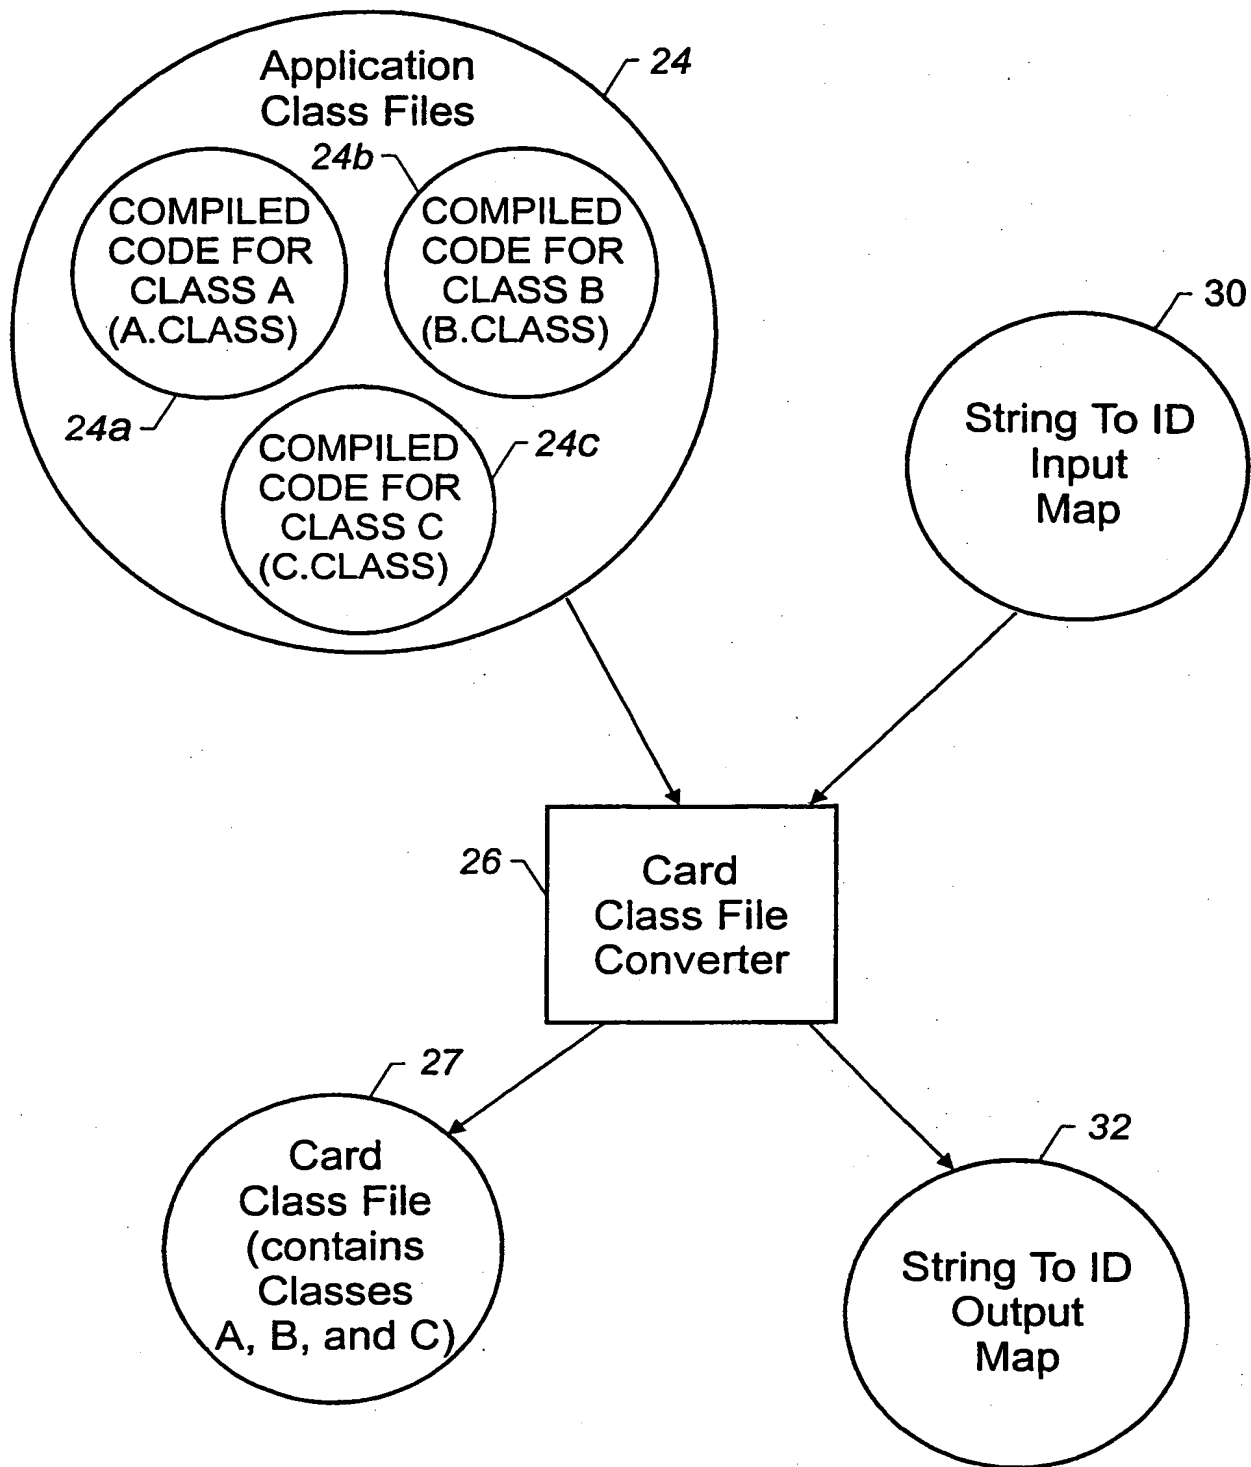 Application
Class Files
24
24b
COMPILED
CODE FOR
CLASS A
(A.CLASS)
COMPILED
CODE FOR
CLASS B
(B.CLASS)
24a
COMPILED
CODE FOR
CLASS C
(C.CLASS)
24c
30
String To ID
Input
Map
26
Card
Class File
Converter
27
Card
Class File
(contains
Classes
A, B, and C)
32
String To ID
Output
Map